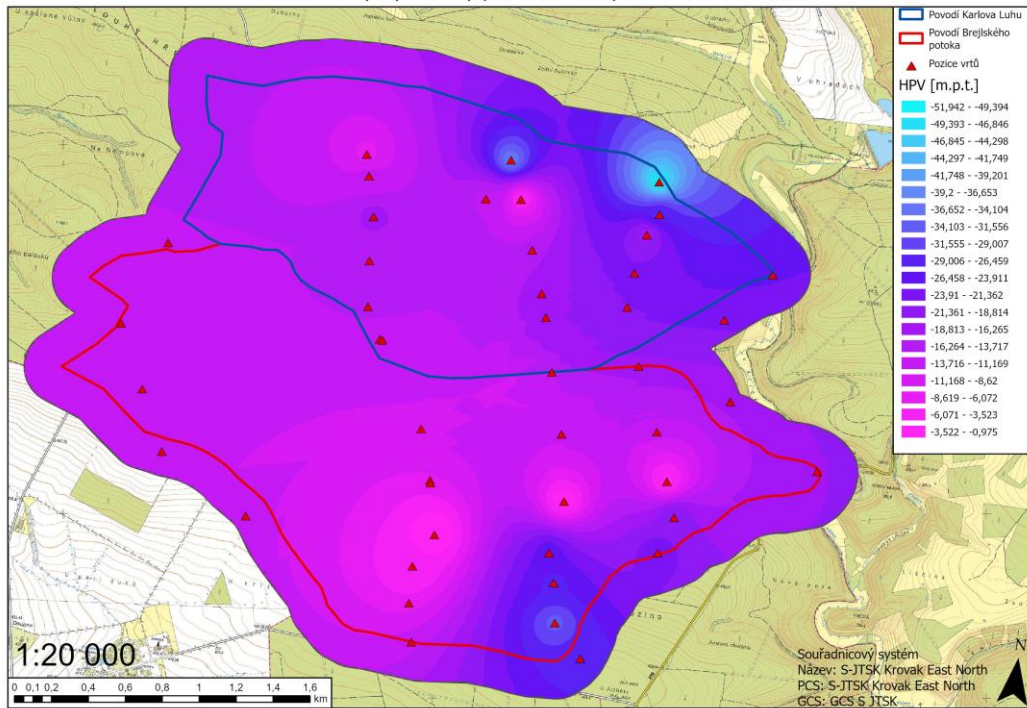 Povodí Karlova Luhu
Povodí Brejlského
potoka
Pozice vrtů
HPV [m.p.t.]
-51,942 - -49,394
-49,393 - -46,846
-46,845 - -44,298
-44,297 - -41,749
-41,748 - -39,201
-39,2 - -36,653
-36,652 - -34,104
-34,103 - -31,556
-31,555 - -29,007
-29,006 - -26,459
-26,458 - -23,911
-23,91 - -21,362
-21,361 - -18,814
-18,813 - -16,265
-16,264 - -13,717
-13,716 - -11,169
-11,168 - -8,62
-8,619 - -6,072
-6,071 - -3,523
-3,522 - -0,975
V ohradech
1:20 000
0 0,1 0,2 0,4 0,6 0,8 1 1,2 1,4 1,6
km
Souřadnicový systém
Název: S-JTSK Krovak East North
PCS: S-JTSK Krovak East North
GCS: GCS S JTSK
N